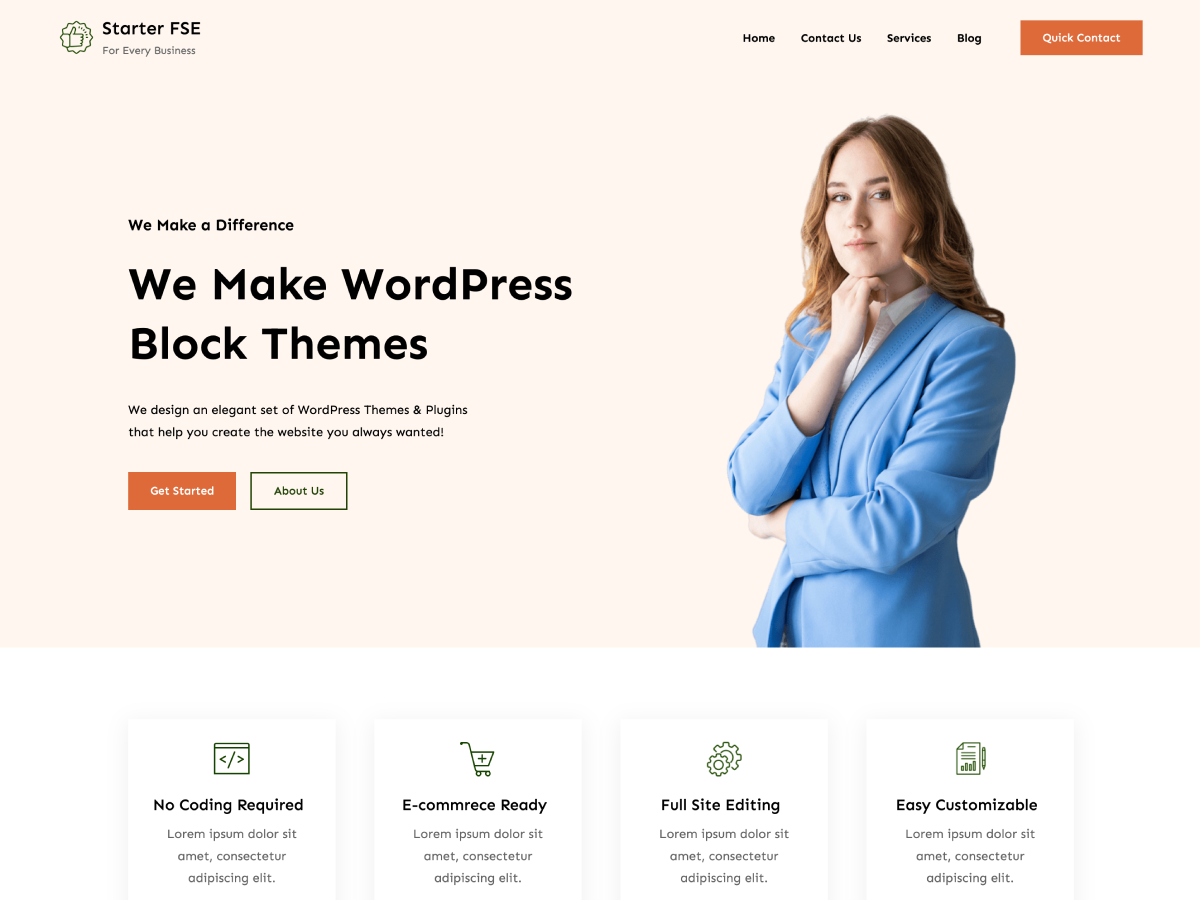 Starter FSE
For Every Business
Home
Contact Us
Services
Blog
Quick Contact
We Make a Difference
We Make WordPress
Block Themes
We design an elegant set of WordPress Themes & Plugins
that help you create the website you always wanted!
Get Started
About Us
</>
No Coding Required
Lorem ipsum dolor sit
amet, consectetur
adipiscing elit.
E-commrece Ready
Lorem ipsum dolor sit
amet, consectetur
adipiscing elit.
Full Site Editing
Lorem ipsum dolor sit
amet, consectetur
adipiscing elit.
Easy Customizable
Lorem ipsum dolor sit
amet, consectetur
adipiscing elit.